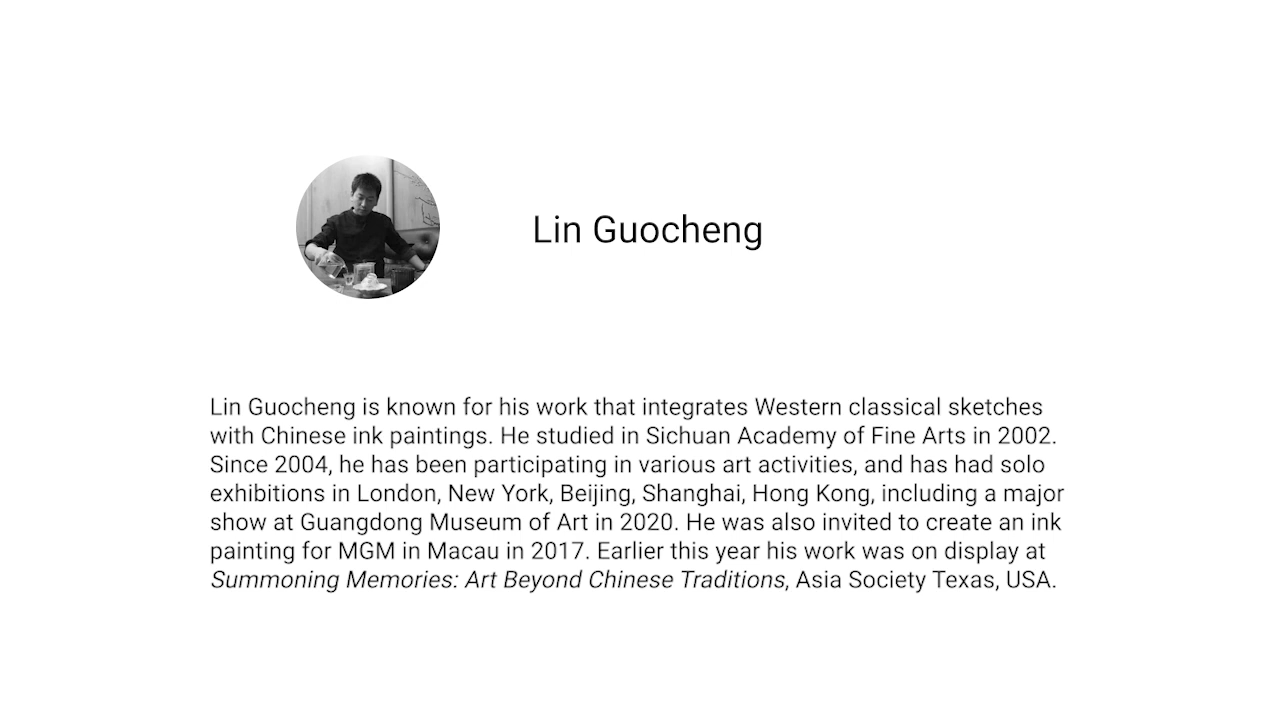 Lin Guocheng
Lin Guocheng is known for his work that integrates Western classical sketches
with Chinese ink paintings. He studied in Sichuan Academy of Fine Arts in 2002.
Since 2004, he has been participating in various art activities, and has had solo
exhibitions in London, New York, Beijing, Shanghai, Hong Kong, including a major
show at Guangdong Museum of Art in 2020. He was also invited to create an ink
painting for MGM in Macau in 2017. Earlier this year his work was on display at
Summoning Memories: Art Beyond Chinese Traditions, Asia Society Texas, USA.